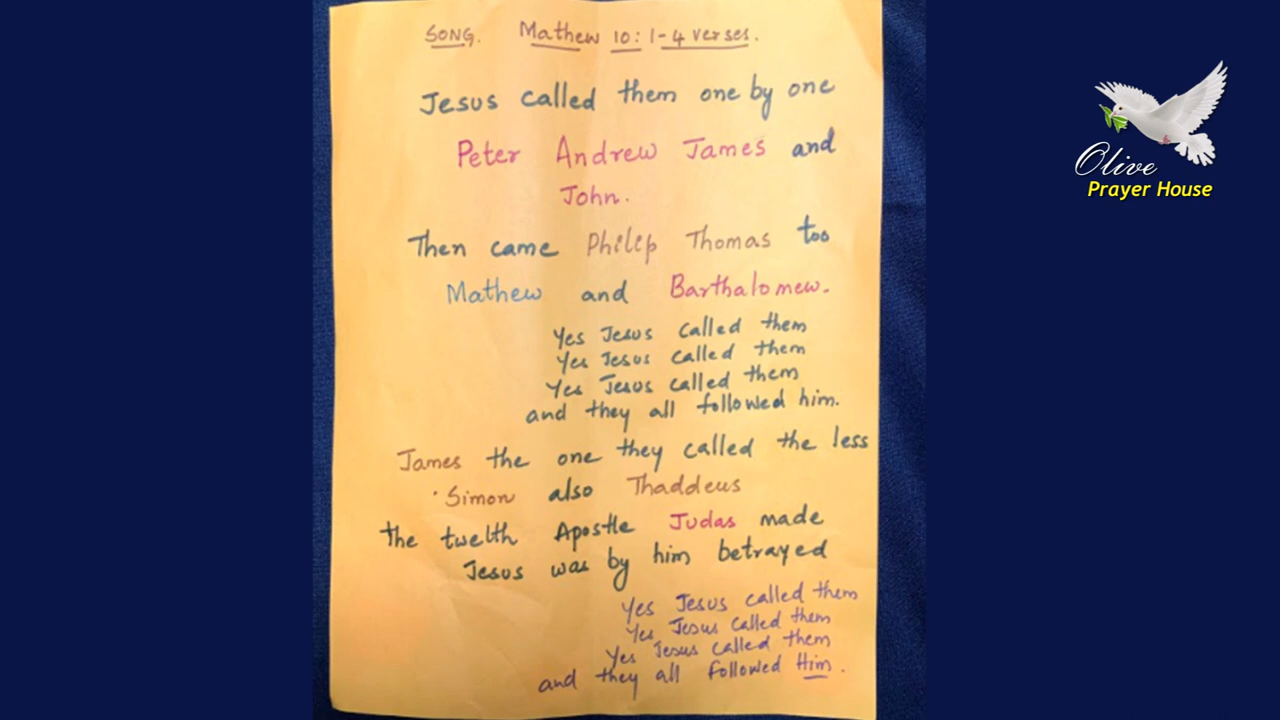 SONG. Mathew 10: 1-4 verses.
Jesus called them one by one
Peter Andrew James and
John.
Then came Philip Thomas too
Mathew and Barthalomew.
Yes Jesus called them
Yes Jesus called them
Yes Jesus called them
and they all followed him.
James the one they called the less
Simon also Thaddeus
the twelth Apostle Judas made
Jesus was by him betrayed
Yes Jesus called them
Yes Jesus called them
Yes Jesus called them
and they all followed Him.
Olive
Prayer House